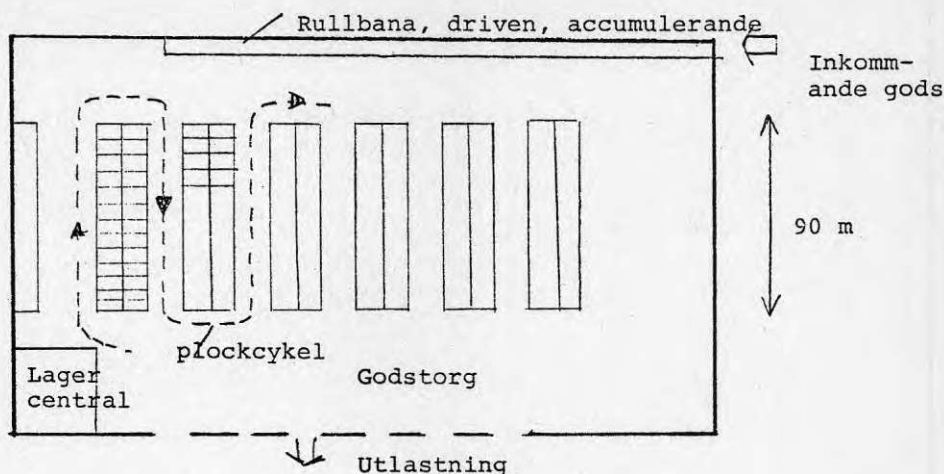 Rullbana, driven, accumulerande
Inkomm-
ande gods
90 m
plockcykel
Lager
central
Godstorg
Utlastning